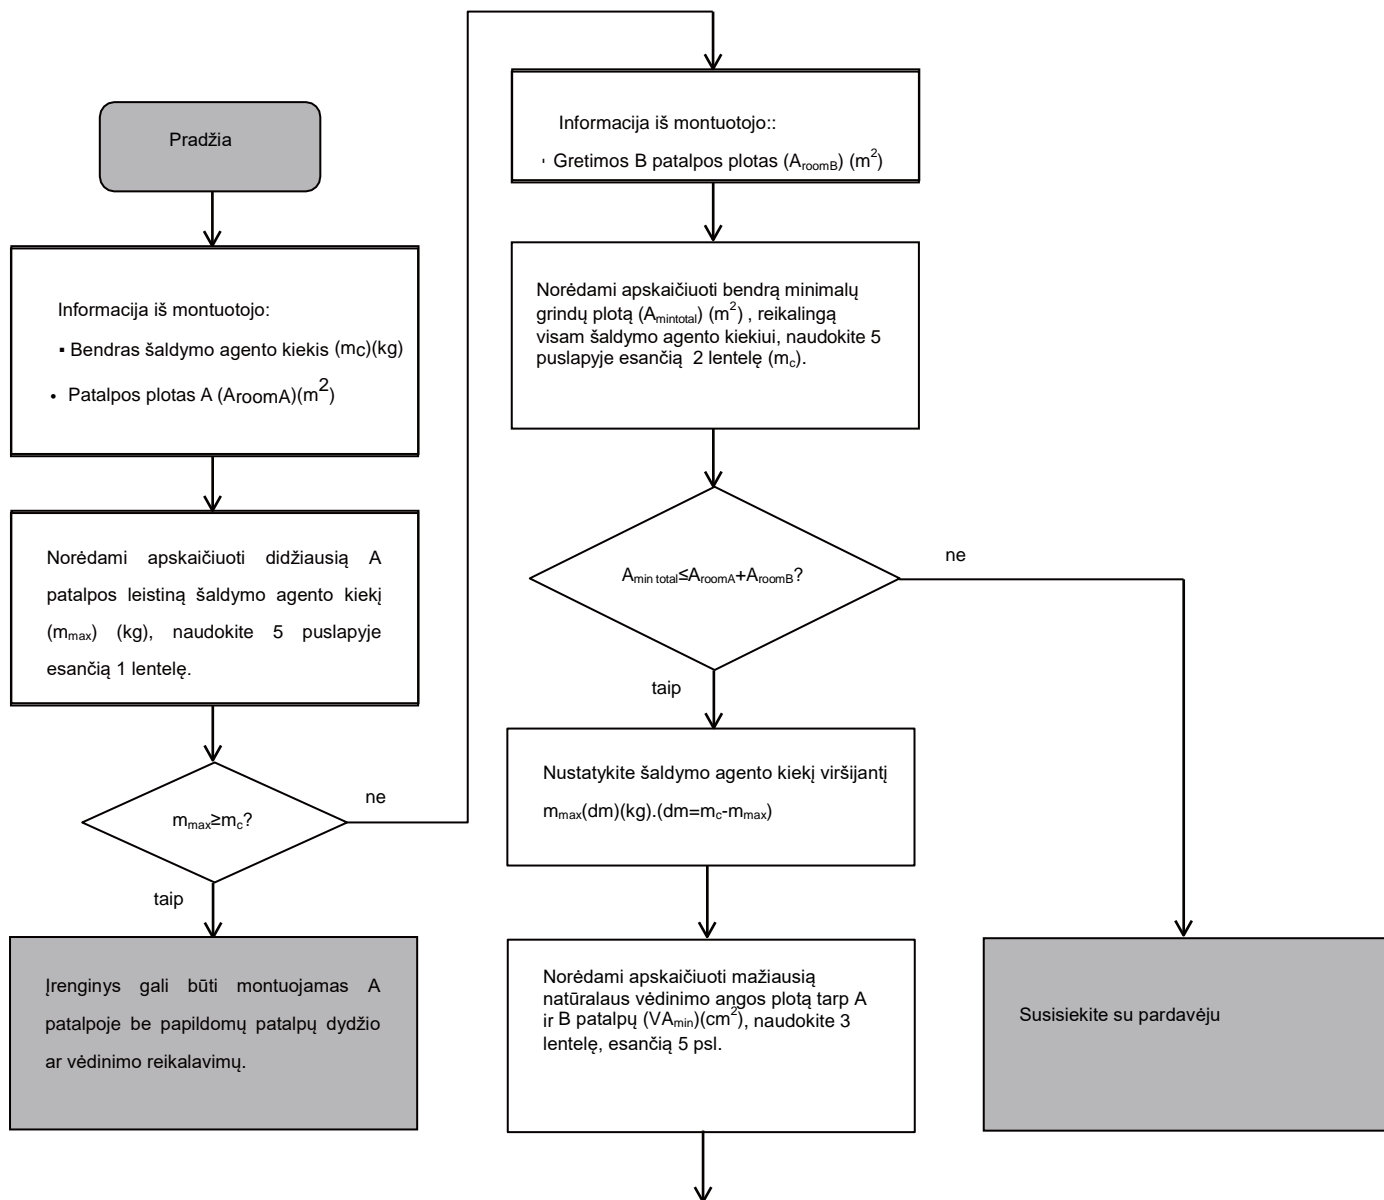 Pradžia
Informacija iš montuotojo:
▪ Bendras šaldymo agento kiekis (mc)(kg)
• Patalpos plotas A (AroomA)(m²)
Norėdami apskaičiuoti didžiausią A
patalpos leistiną šaldymo agento kiekį
(mmax) (kg), naudokite 5 puslapyje
esančią 1 lentelę.
mmax≥mc?
ne
taip
Įrenginys gali būti montuojamas A
patalpoje be papildomų patalpų dydžio
ar vėdinimo reikalavimų.
Informacija iš montuotojo::
· Gretimos B patalpos plotas (AroomB) (m²)
Norėdami apskaičiuoti bendrą minimalų
grindų plotą (Amintotal) (m²) , reikalingą
visam šaldymo agento kiekiui, naudokite 5
puslapyje esančią 2 lentelę (mc).
Amin total≤AroomA+AroomB?
ne
taip
Nustatykite šaldymo agento kiekį viršijantį
mmax(dm)(kg).(dm=mc-mmax)
Norėdami apskaičiuoti mažiausią
natūralaus vėdinimo angos plotą tarp A
ir B patalpų (VAmin)(cm²), naudokite 3
lentelę, esančią 5 psl.
Susisiekite su pardavėju